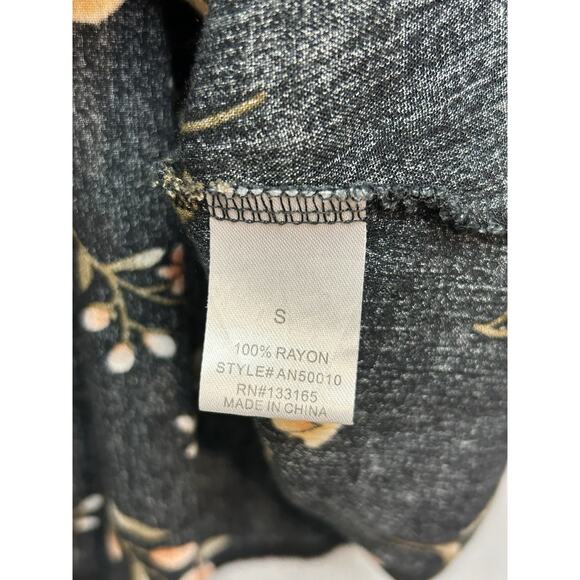 S
100% RAYON
STYLE# AN50010
RN#133165
MADE IN CHINA